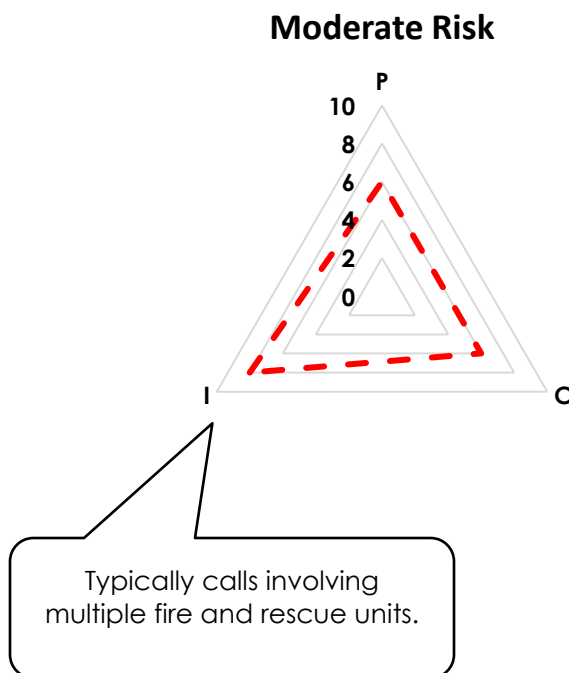 Moderate Risk
P
10
8
6
4
2
0
I
C
Typically calls involving
multiple fire and rescue units.